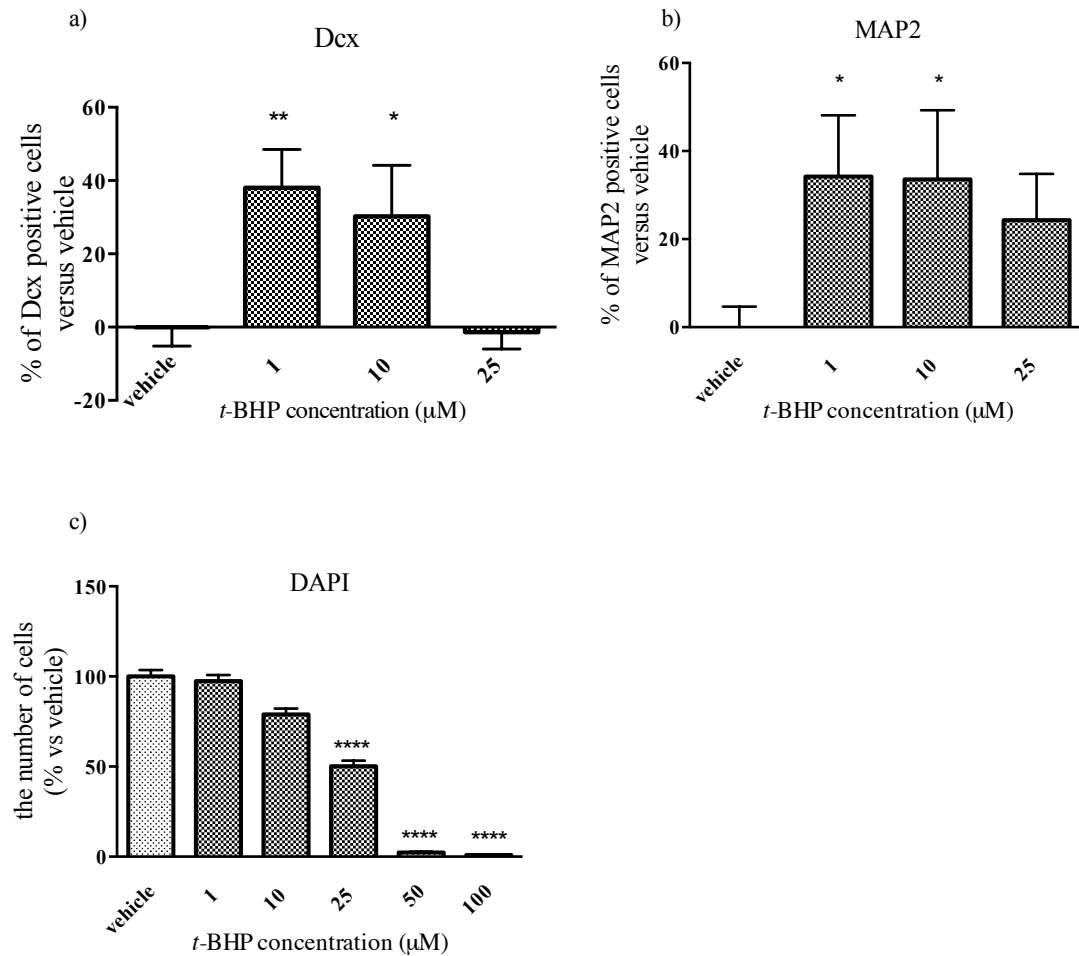 a)
Dcx
% of Dcx positive cells
versus vehicle
60
40
20
0
-20
**
*
vehicle
1
10
25
t-BHP concentration (μM)
b)
MAP2
% of MAP2 positive cells
versus vehicle
60
40
20
0
*
*
vehicle
1
10
25
t-BHP concentration (μM)
c)
DAPI
the number of cells
(% vs vehicle)
150
100
50
0
****
****
****
vehicle
1
10
25
50
100
t-BHP concentration (μM)